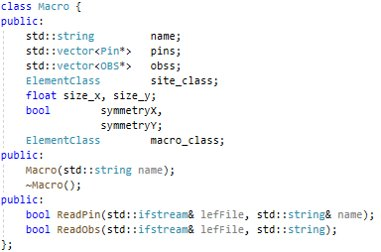 class Macro {
public:
    std::string        name;
    std::vector<Pin*>  pins;
    std::vector<OBS*>  obss;
    ElementClass       site_class;
    float size_x, size_y;
    bool        symmetryX,
                symmetryY;
    ElementClass       macro_class;
public:
    Macro(std::string name);
    ~Macro();
public:
    bool ReadPin(std::ifstream& lefFile, std::string& name);
    bool ReadObs(std::ifstream& lefFile, std::string);
};